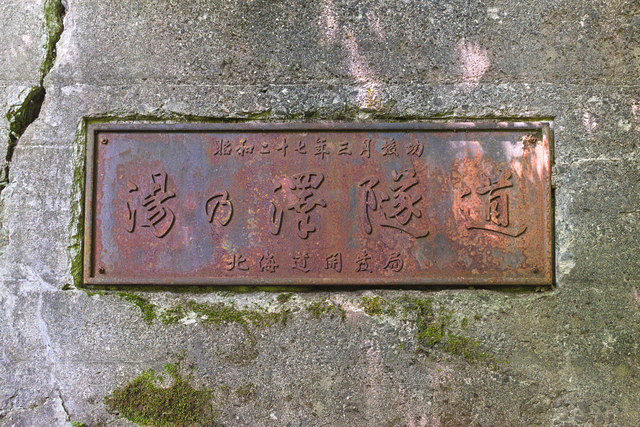 昭和二十七年三月竣功
湯乃澤隧道
北海道開発局